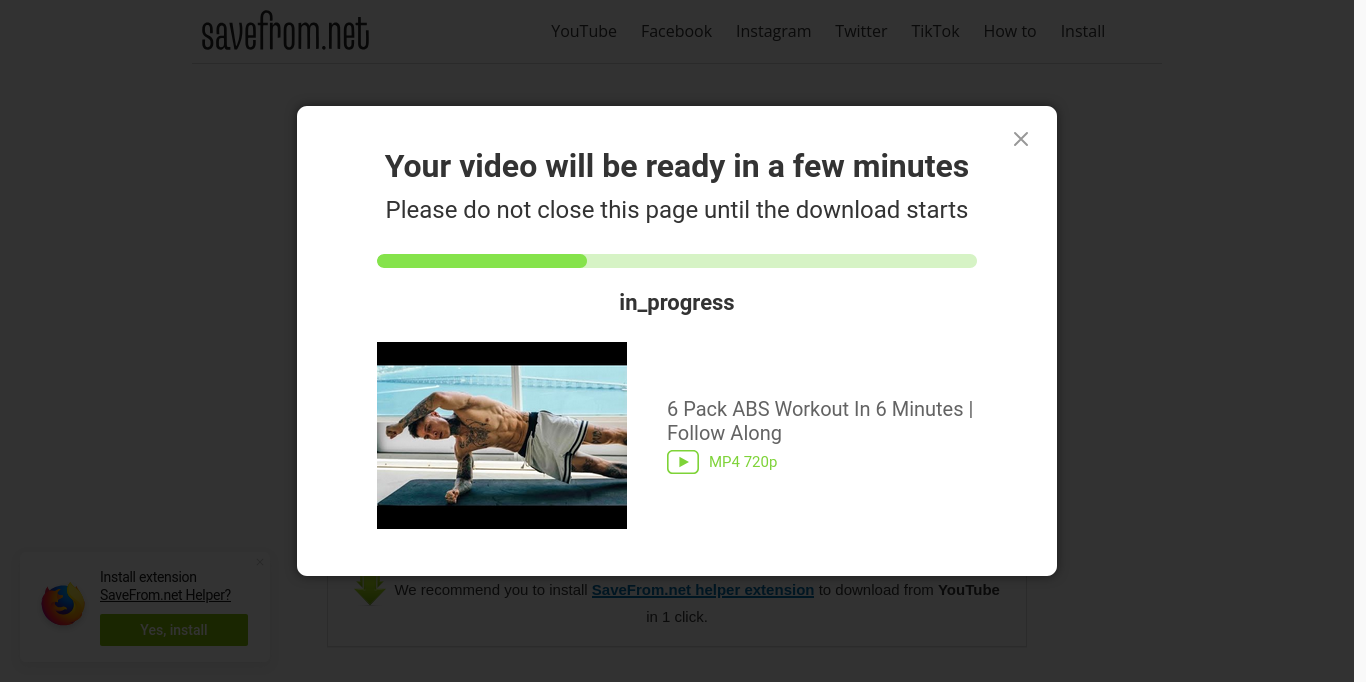 savefrom.net
YouTube Facebook Instagram Twitter TikTok How to Install
Your video will be ready in a few minutes
Please do not close this page until the download starts
in_progress
6 Pack ABS Workout In 6 Minutes |
Follow Along
MP4 720p
Install extension
SaveFrom.net Helper?
Yes, install
We recommend you to install SaveFrom.net helper extension to download from YouTube
in 1 click.